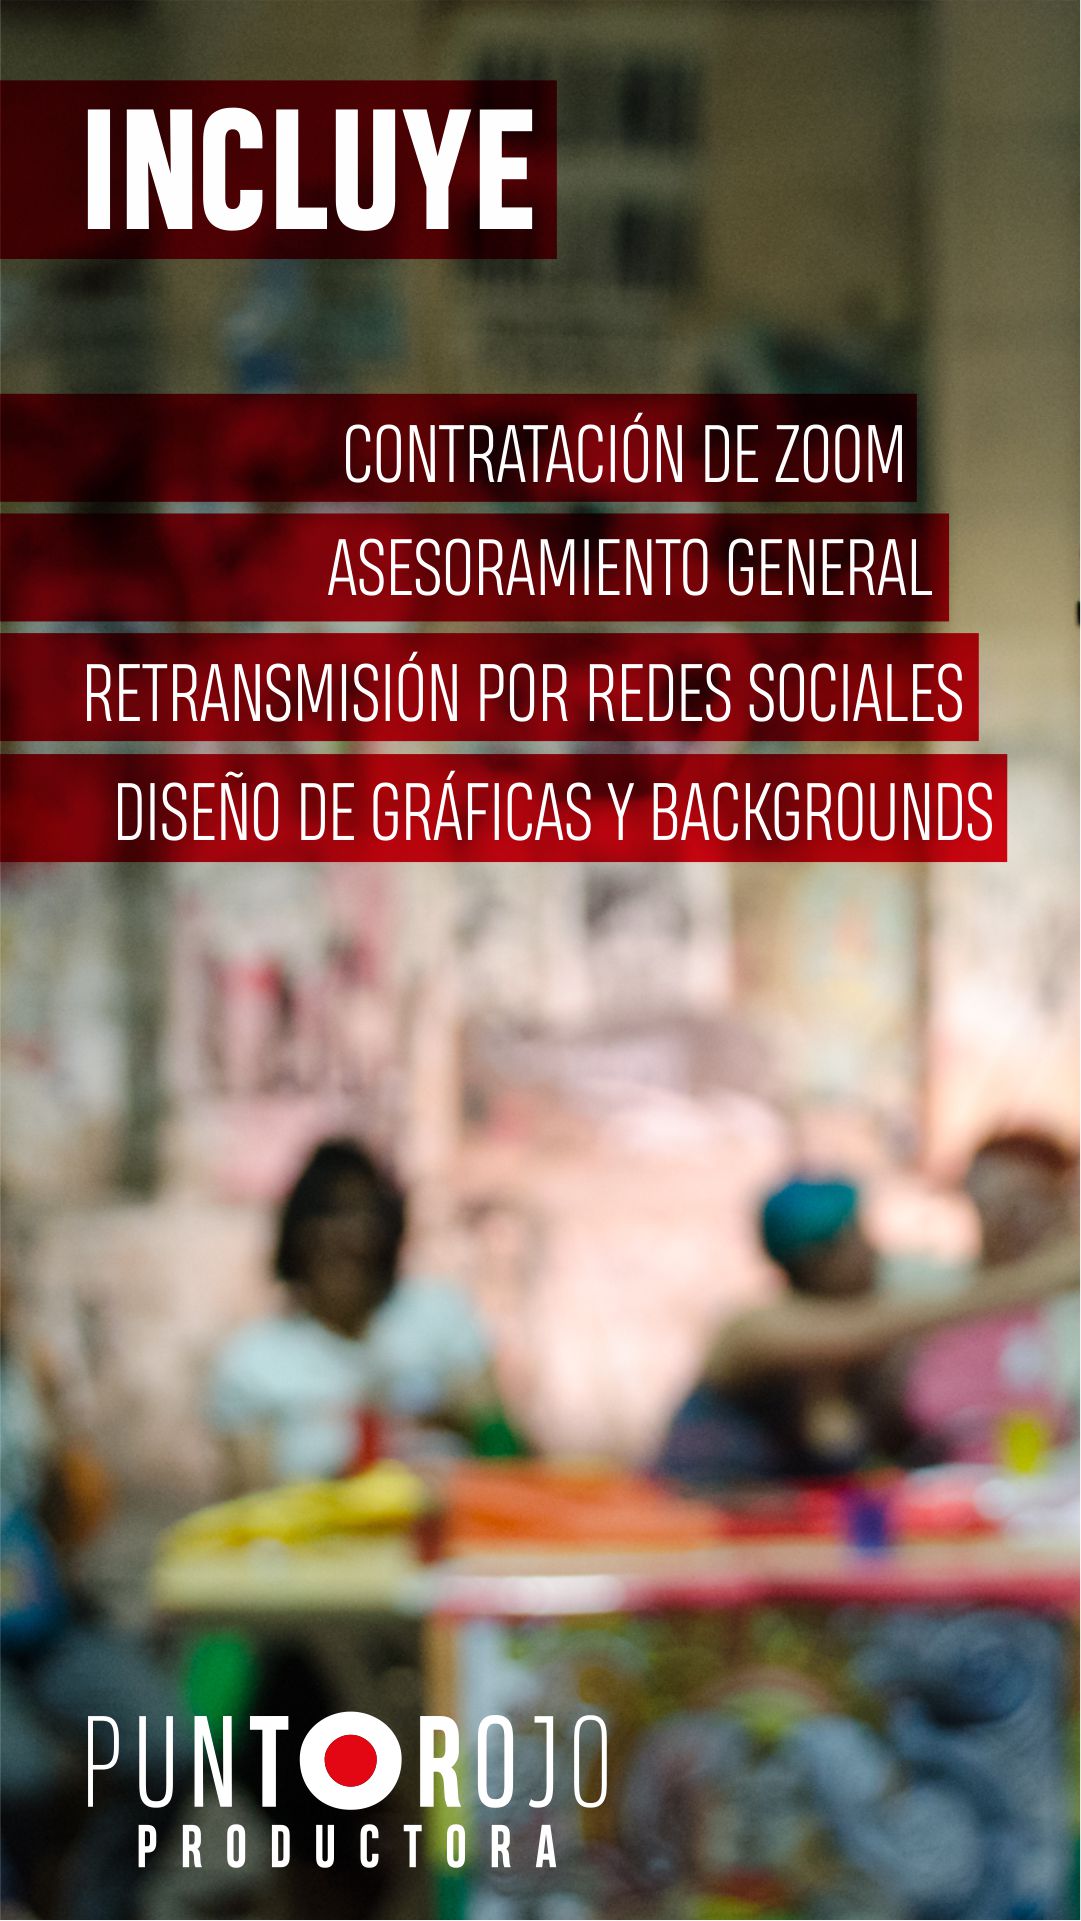 INCLUYE
CONTRATACIÓN DE ZOOM
ASESORAMIENTO GENERAL
RETRANSMISIÓN POR REDES SOCIALES
DISEÑO DE GRÁFICAS Y BACKGROUNDS
PUNTOROJO
PRODUCTORA